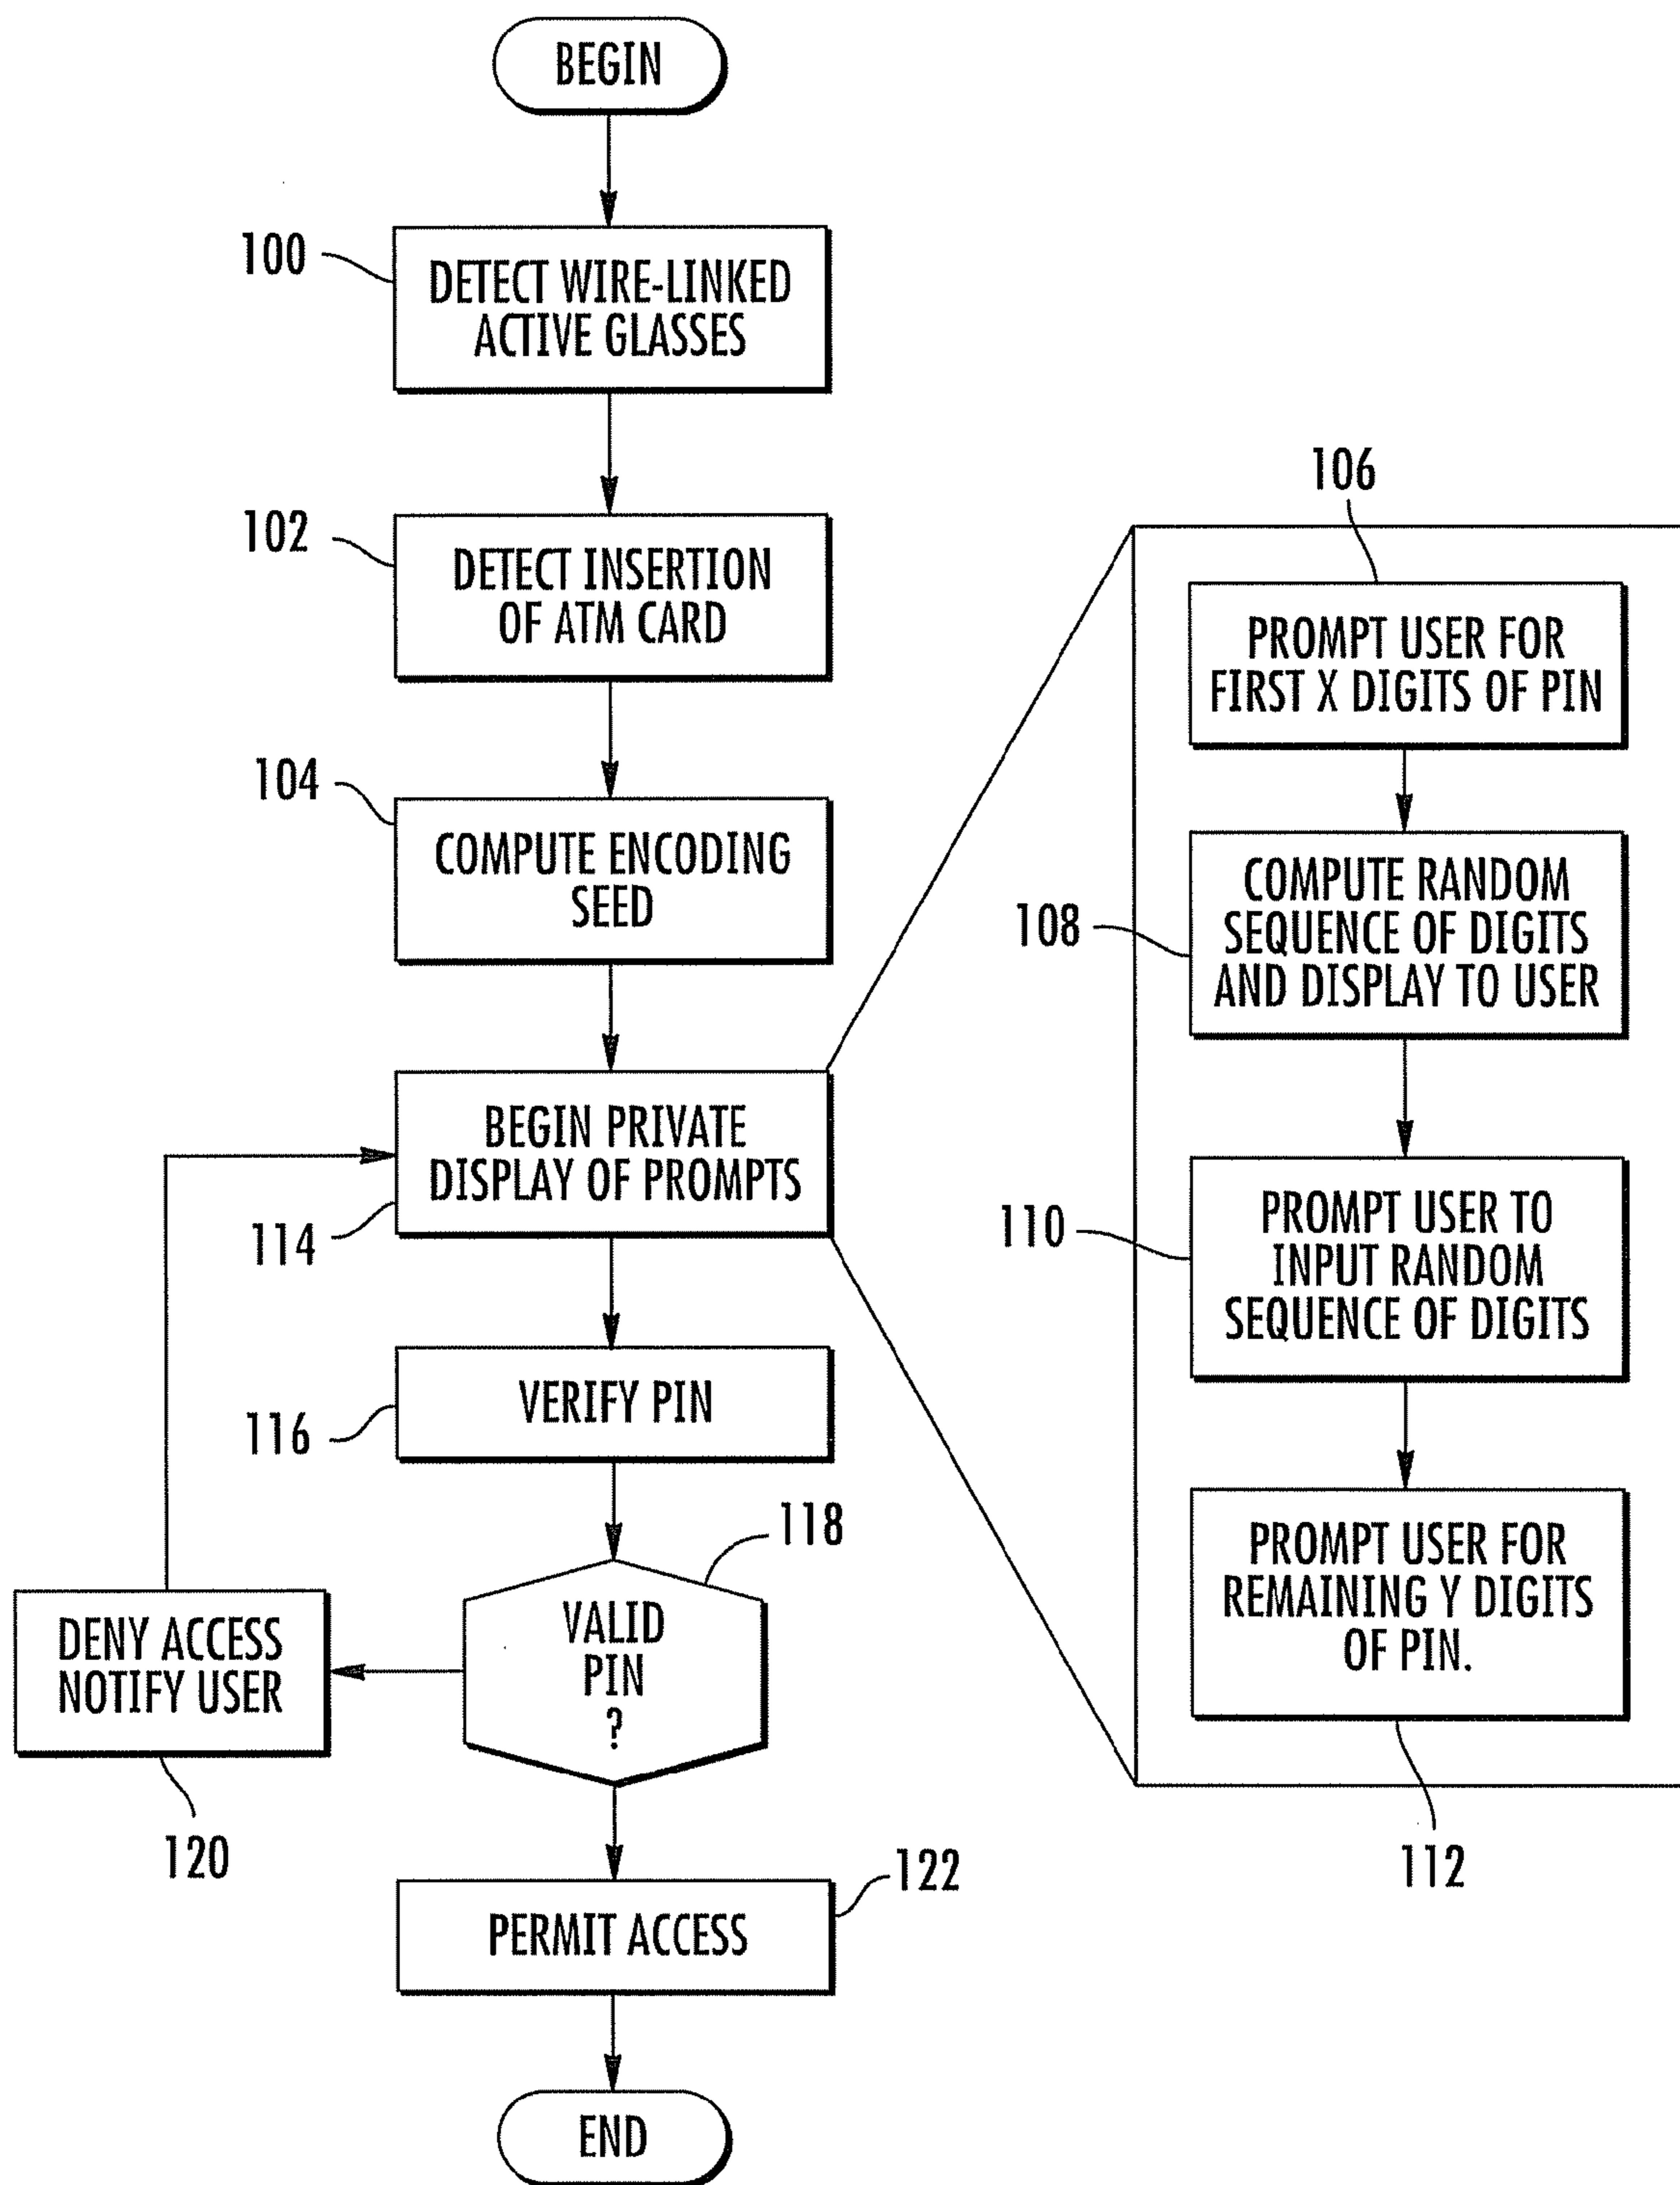 BEGIN
100
DETECT WIRE-LINKED
ACTIVE GLASSES
102
DETECT INSERTION
OF ATM CARD
104
COMPUTE ENCODING
SEED
BEGIN PRIVATE
DISPLAY OF PROMPTS
114
VERIFY PIN
116
118
VALID
PIN
?
DENY ACCESS
NOTIFY USER
120
122
PERMIT ACCESS
END
106
PROMPT USER FOR
FIRST X DIGITS OF PIN
108
COMPUTE RANDOM
SEQUENCE OF DIGITS
AND DISPLAY TO USER
110
PROMPT USER TO
INPUT RANDOM
SEQUENCE OF DIGITS
PROMPT USER FOR
REMAINING Y DIGITS
OF PIN.
112